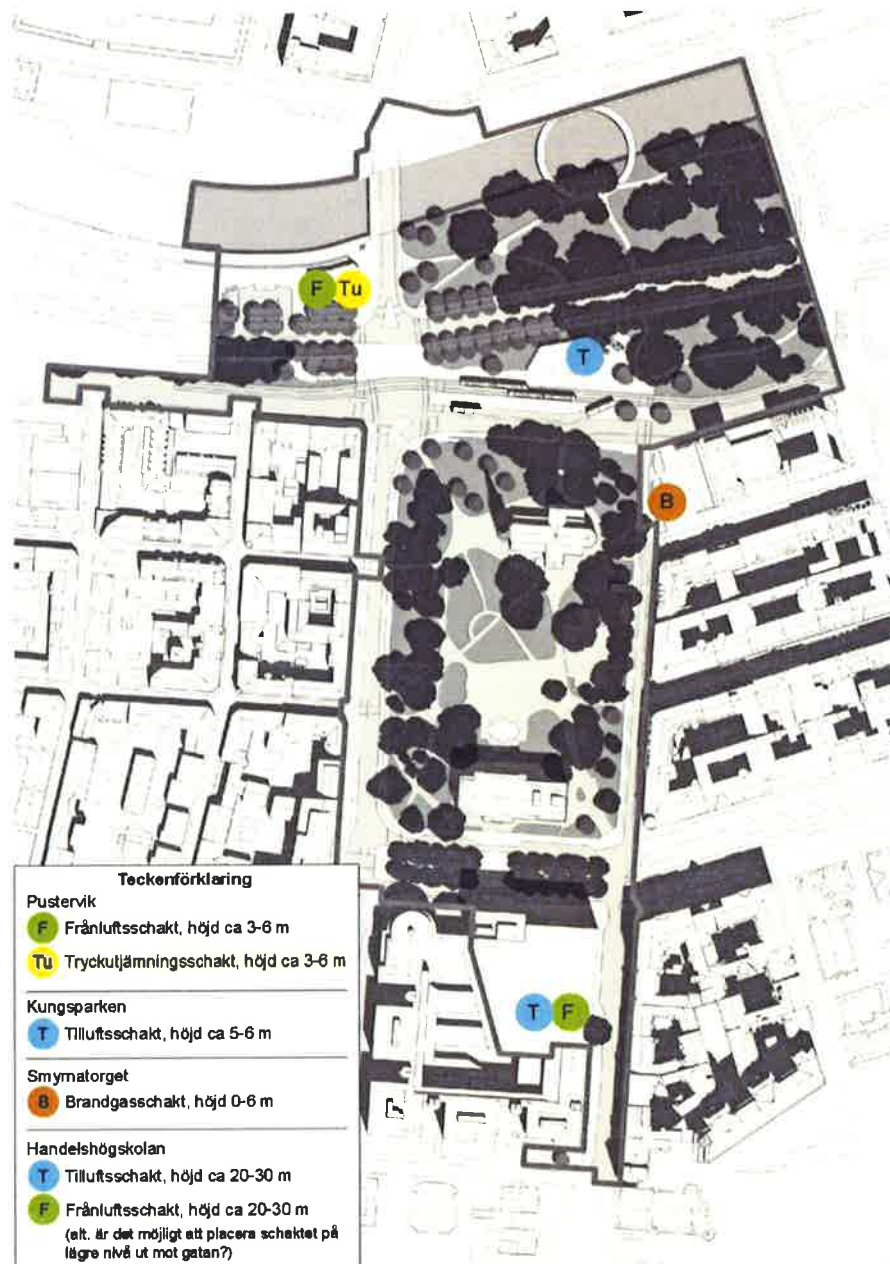 F
Tu
T
B
T
F
Teckenförklaring
Pustervik
F Frånluftsschakt, höjd ca 3-6 m
Tu Tryckutjämningsschakt, höjd ca 3-6 m
Kungsparken
T Tilluftsschakt, höjd ca 5-6 m
Smyrnatorget
B Brandgasschakt, höjd 0-6 m
Handelshögskolan
T Tilluftsschakt, höjd ca 20-30 m
F Frånluftsschakt, höjd ca 20-30 m
(alt. är det möjligt att placera schaktet på
lägre nivå ut mot gatan?)